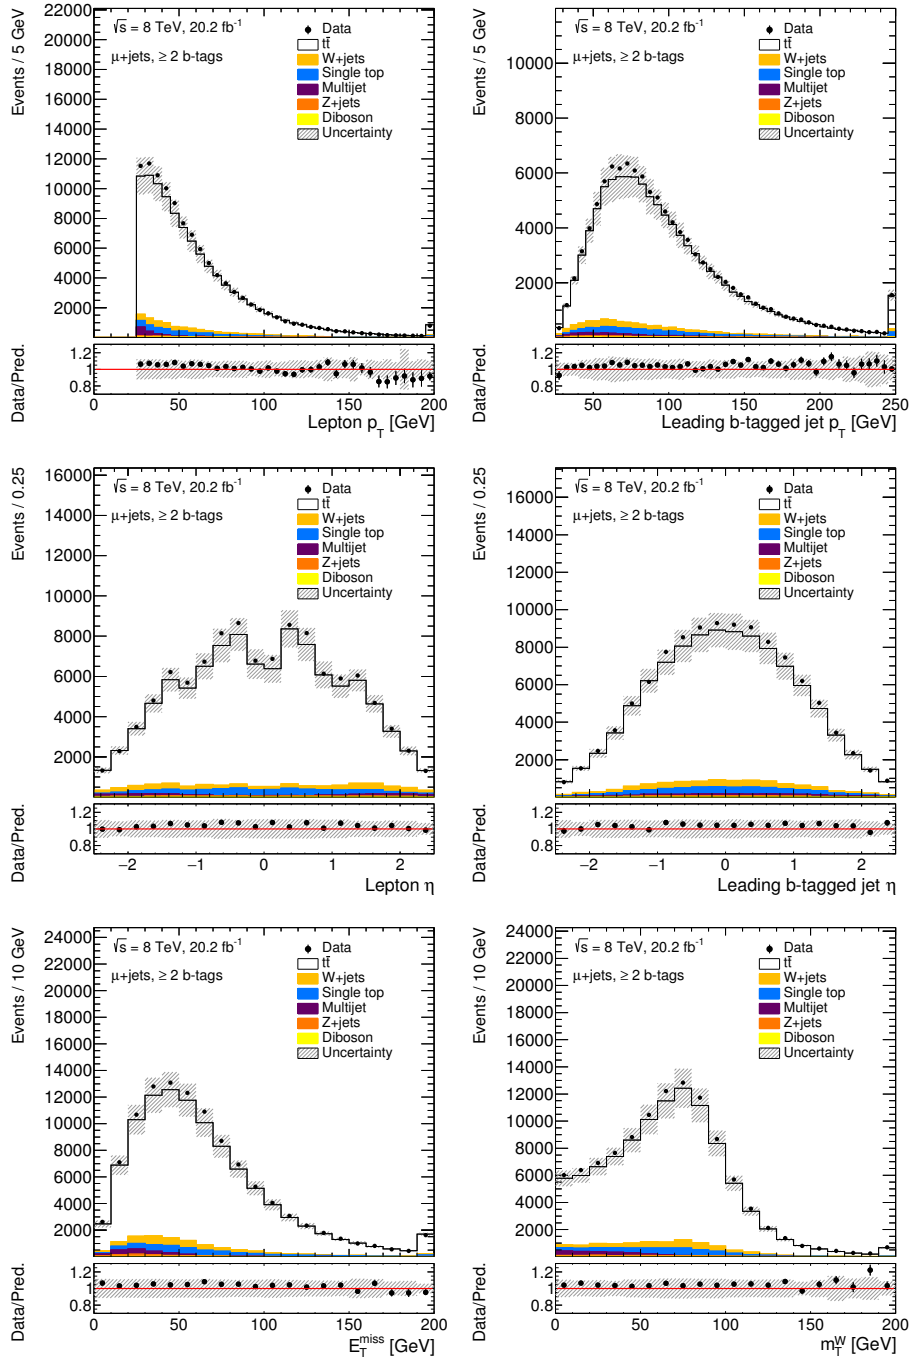 Events / 5 GeV
22000
20000
18000
16000
14000
12000
10000
8000
6000
4000
2000
√s = 8 TeV, 20.2 fb⁻¹
μ+jets, ≥ 2 b-tags
Data
tt̄
W+jets
Single top
Multijet
Z+jets
Diboson
Uncertainty
Data/Pred.
1.2
1
0.8
0 50 100 150 200
Lepton p_T [GeV]
Events / 5 GeV
12000
10000
8000
6000
4000
2000
√s = 8 TeV, 20.2 fb⁻¹
μ+jets, ≥ 2 b-tags
Data
tt̄
W+jets
Single top
Multijet
Z+jets
Diboson
Uncertainty
Data/Pred.
1.2
1
0.8
50 100 150 200 250
Leading b-tagged jet p_T [GeV]
Events / 0.25
16000
14000
12000
10000
8000
6000
4000
2000
√s = 8 TeV, 20.2 fb⁻¹
μ+jets, ≥ 2 b-tags
Data
tt̄
W+jets
Single top
Multijet
Z+jets
Diboson
Uncertainty
Data/Pred.
1.2
1
0.8
−2 −1 0 1 2
Lepton η
Events / 0.25
16000
14000
12000
10000
8000
6000
4000
2000
√s = 8 TeV, 20.2 fb⁻¹
μ+jets, ≥ 2 b-tags
Data
tt̄
W+jets
Single top
Multijet
Z+jets
Diboson
Uncertainty
Data/Pred.
1.2
1
0.8
−2 −1 0 1 2
Leading b-tagged jet η
Events / 10 GeV
24000
22000
20000
18000
16000
14000
12000
10000
8000
6000
4000
2000
√s = 8 TeV, 20.2 fb⁻¹
μ+jets, ≥ 2 b-tags
Data
tt̄
W+jets
Single top
Multijet
Z+jets
Diboson
Uncertainty
Data/Pred.
1.2
1
0.8
0 50 100 150 200
E_T^miss [GeV]
Events / 10 GeV
24000
22000
20000
18000
16000
14000
12000
10000
8000
6000
4000
2000
√s = 8 TeV, 20.2 fb⁻¹
μ+jets, ≥ 2 b-tags
Data
tt̄
W+jets
Single top
Multijet
Z+jets
Diboson
Uncertainty
Data/Pred.
1.2
1
0.8
0 50 100 150 200
m_T^W [GeV]